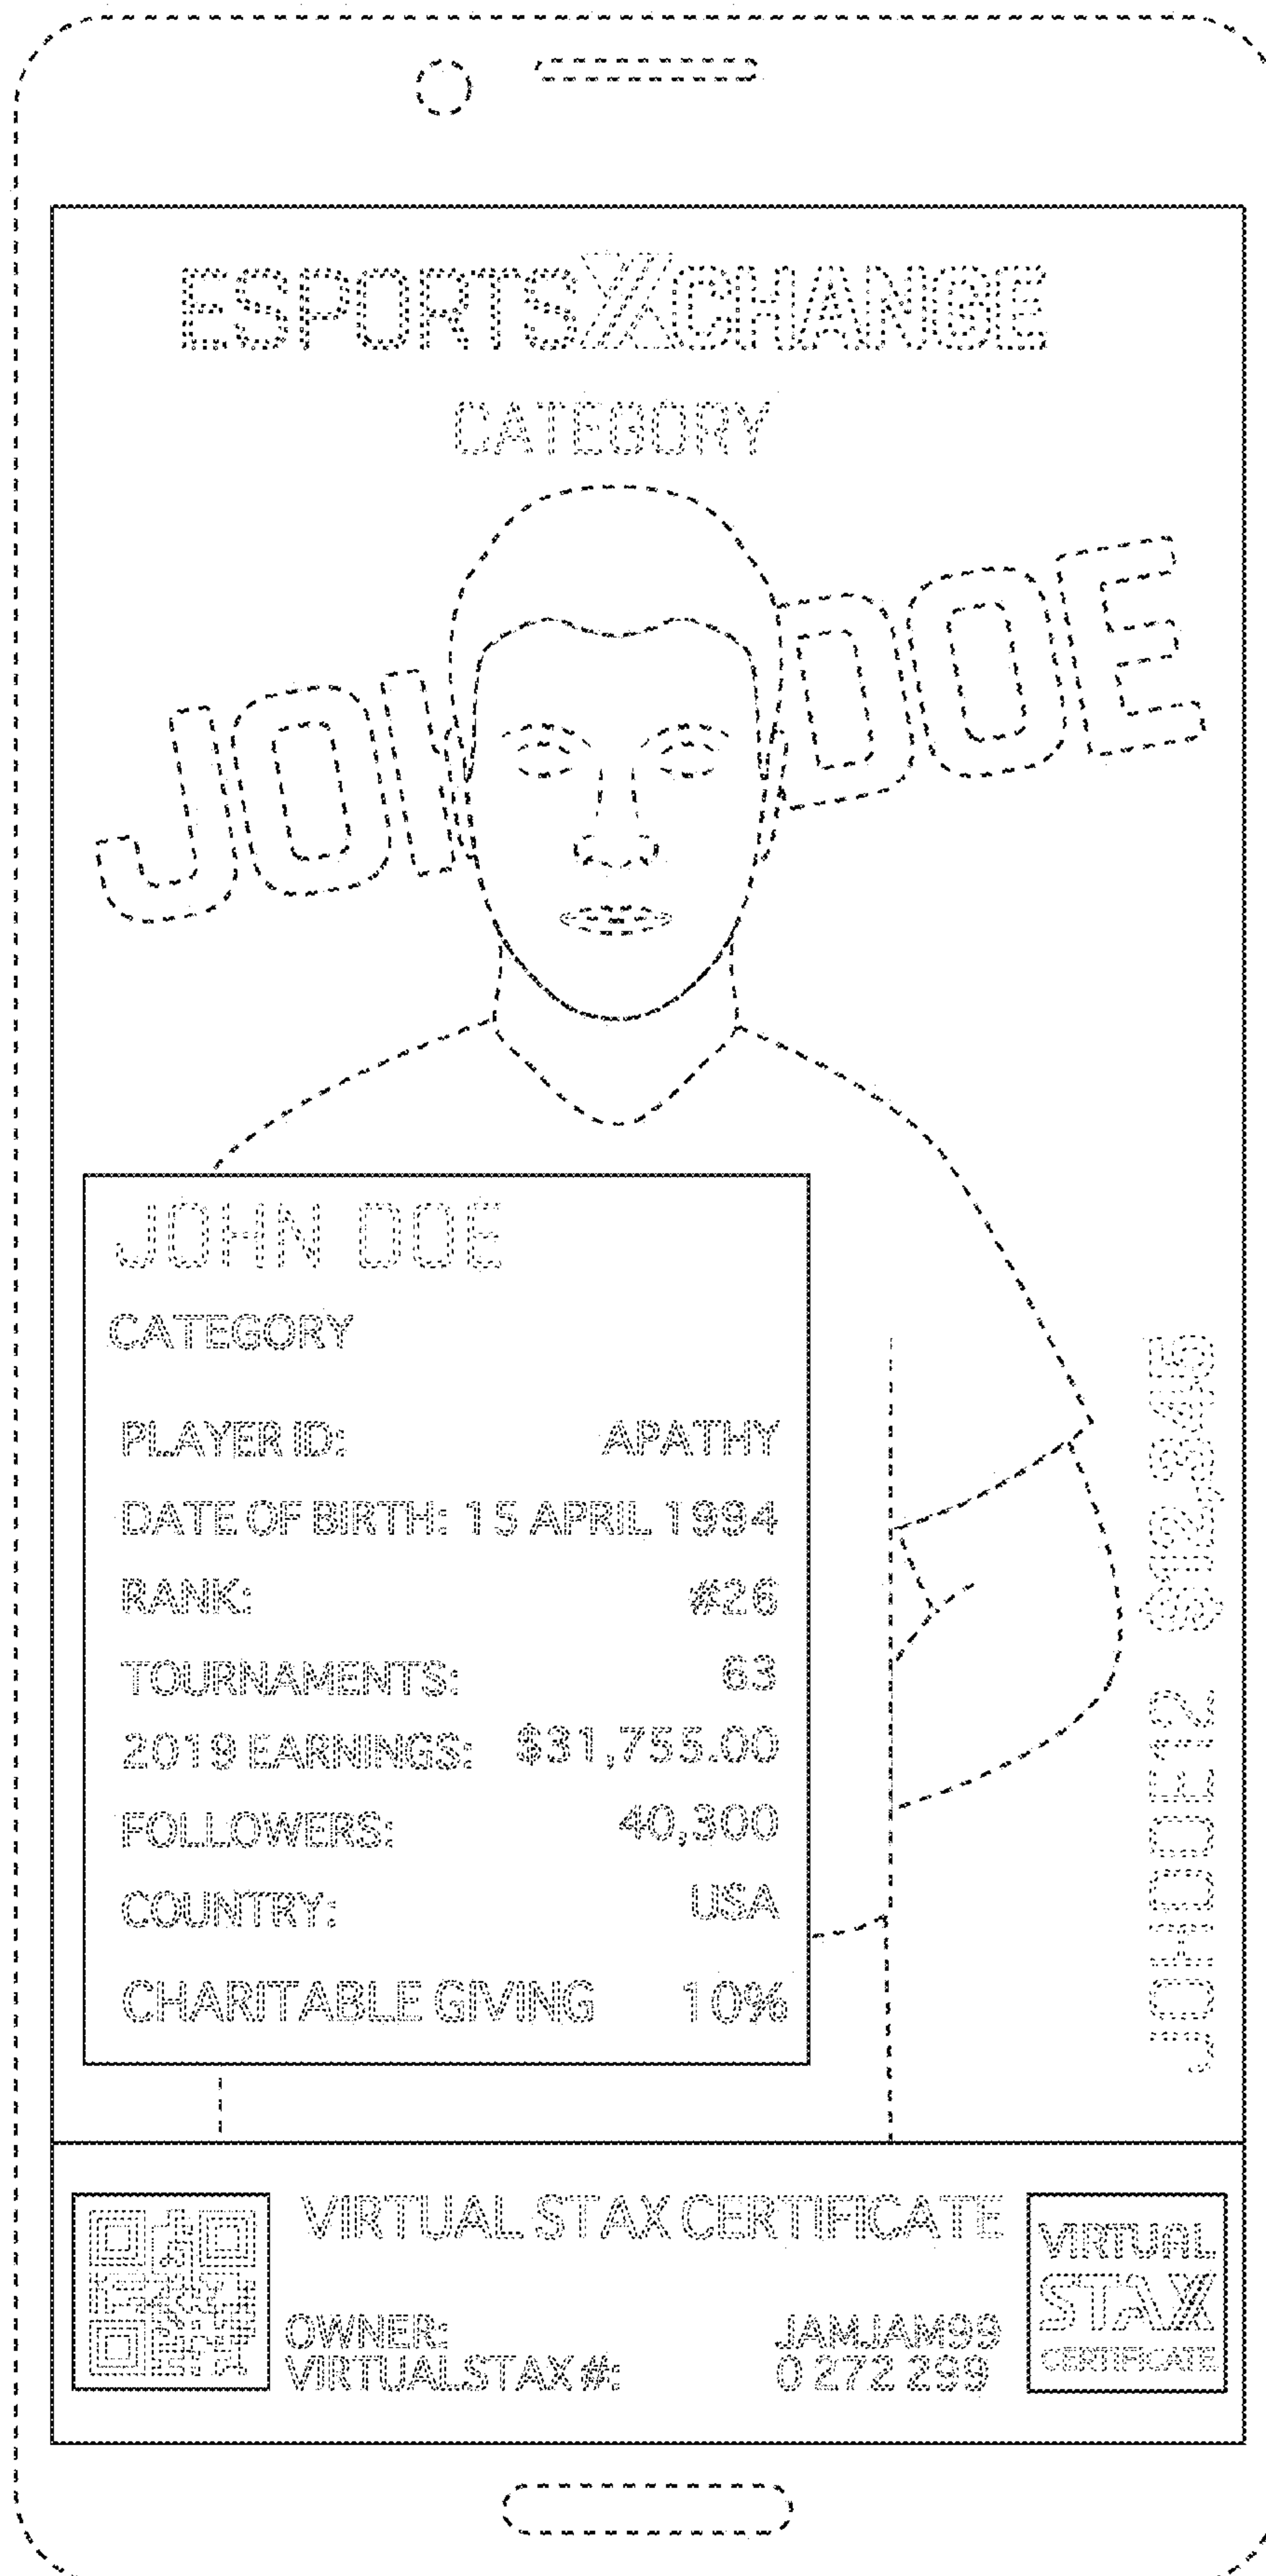 ESPORTSXCHANGE
CATEGORY
JOH DOE
JOHN DOE
CATEGORY
PLAYER ID: APATHY
DATE OF BIRTH: 15 APRIL 1994
RANK: #26
TOURNAMENTS: 63
2019 EARNINGS: $31,755.00
FOLLOWERS: 40,300
COUNTRY: USA
CHARITABLE GIVING 10%
JOHDOE12 $12,345
VIRTUAL STAX CERTIFICATE
OWNER: JAMJAM99
VIRTUALSTAX #: 0 272 299
VIRTUAL
STAX
CERTIFICATE